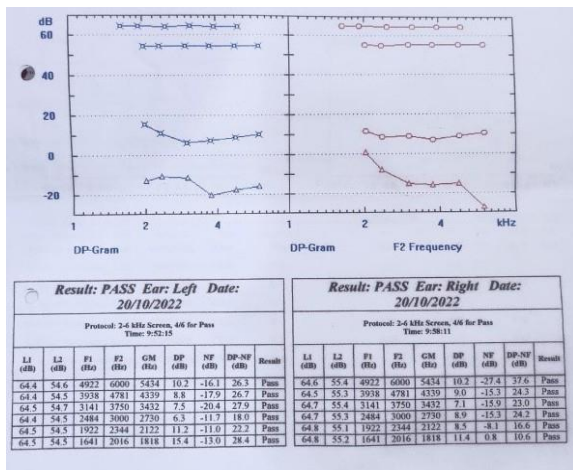 dB
60
40
20
0
-20
1 2 4 1 2 4 kHz
DP-Gram DP-Gram F2 Frequency
Result: PASS Ear: Left Date:
20/10/2022
Protocol: 2-6 kHz Screen, 4/6 for Pass
Time: 9:52:15
L1 (dB) L2 (dB) F1 (Hz) F2 (Hz) GM (Hz) DP (dB) NF (dB) DP-NF (dB) Result
64.4 54.6 4922 6000 5434 10.2 -16.1 26.3 Pass
64.4 54.5 3938 4781 4339 8.8 -17.9 26.7 Pass
64.5 54.7 3141 3750 3432 7.5 -20.4 27.9 Pass
64.4 54.5 2484 3000 2730 6.3 -11.7 18.0 Pass
64.4 54.5 1922 2344 2122 11.2 -11.0 22.2 Pass
64.5 54.5 1641 2016 1818 15.4 -13.0 28.4 Pass
Result: PASS Ear: Right Date:
20/10/2022
Protocol: 2-6 kHz Screen, 4/6 for Pass
Time: 9:58:11
L1 (dB) L2 (dB) F1 (Hz) F2 (Hz) GM (Hz) DP (dB) NF (dB) DP-NF (dB) Result
64.6 55.4 4922 6000 5434 10.2 -27.4 37.6 Pass
64.5 55.3 3938 4781 4339 9.0 -15.3 24.3 Pass
64.7 55.4 3141 3750 3432 7.1 -15.9 23.0 Pass
64.7 55.3 2484 3000 2730 8.9 -15.3 24.2 Pass
64.8 55.1 1922 2344 2122 8.5 -8.1 16.6 Pass
64.8 55.2 1641 2016 1818 11.4 0.8 10.6 Pass